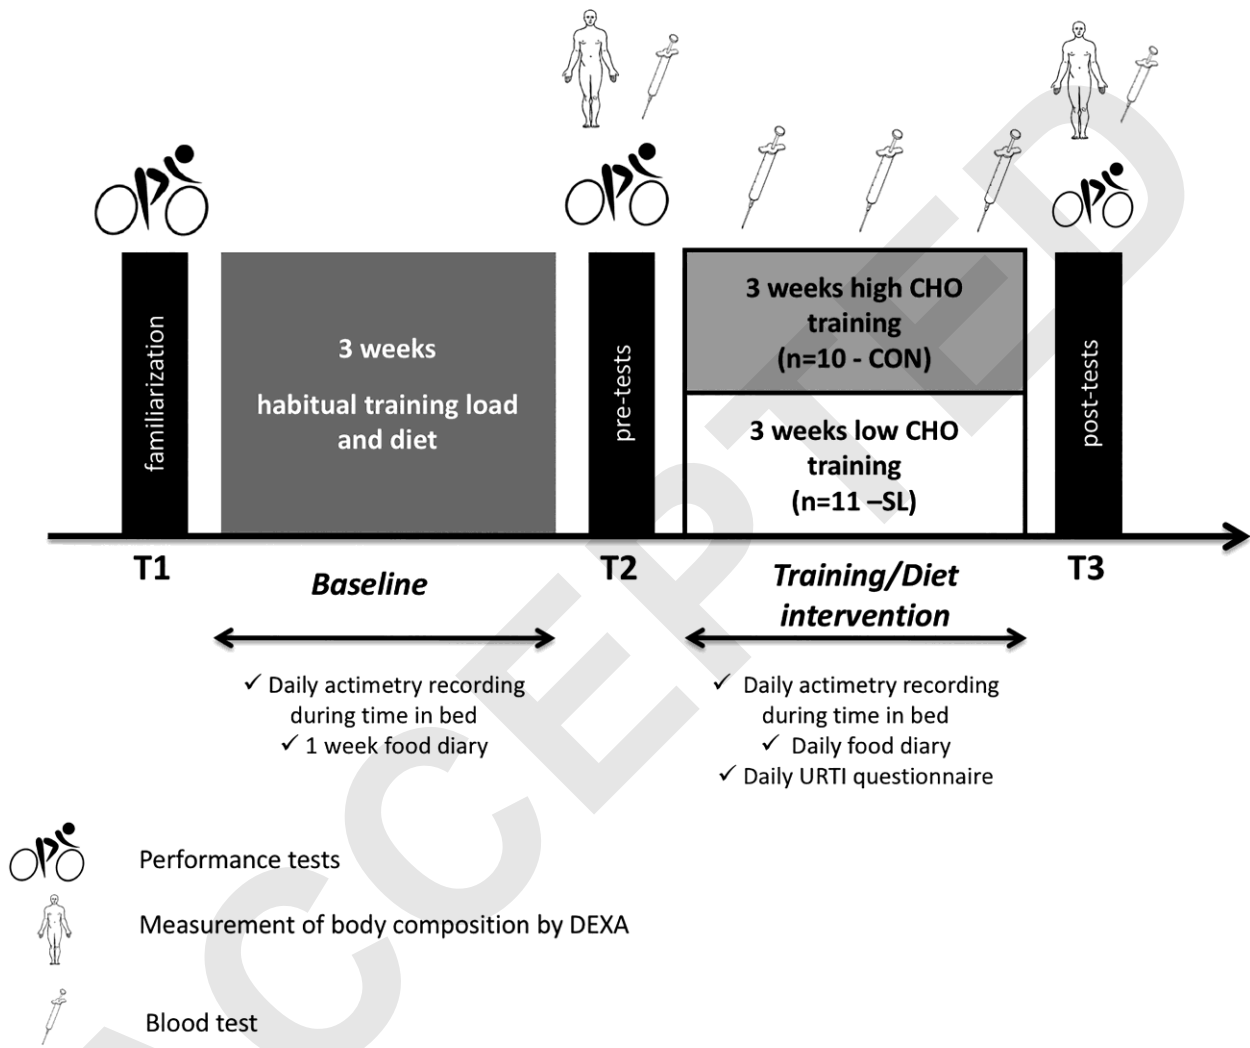 familiarization
3 weeks
habitual training load
and diet
pre-tests
3 weeks high CHO
training
(n=10 - CON)
3 weeks low CHO
training
(n=11 –SL)
post-tests
T1
Baseline
T2
Training/Diet
intervention
T3
✓ Daily actimetry recording
during time in bed
✓ 1 week food diary
✓ Daily actimetry recording
during time in bed
✓ Daily food diary
✓ Daily URTI questionnaire
Performance tests
Measurement of body composition by DEXA
Blood test
ACCEPTED